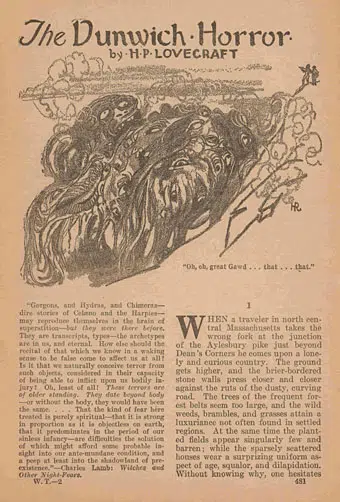 The Dunwich·Horror
by·H·P·LOVECRAFT
HR
"Oh, oh, great Gawd . . . that . . . that."
"Gorgons, and Hydras, and Chimeras—
dire stories of Celæno and the Harpies—
may reproduce themselves in the brain of
superstition—but they were there before.
They are transcripts, types—the archetypes
are in us, and eternal. How else should the
recital of that which we know in a waking
sense to be false come to affect us at all?
Is it that we naturally conceive terror from
such objects, considered in their capacity
of being able to inflict upon us bodily in-
jury? Oh, least of all! These terrors are
of older standing. They date beyond body
—or without the body, they would have been
the same. . . . That the kind of fear here
treated is purely spiritual—that it is strong
in proportion as it is objectless on earth,
that it predominates in the period of our
sinless infancy—are difficulties the solution
of which might afford some probable in-
sight into our ante-mundane condition, and
a peep at least into the shadowland of pre-
existence."—Charles Lamb: Witches and
Other Night-Fears.
W. T.—2
1
WHEN a traveler in north cen-
tral Massachusetts takes the
wrong fork at the junction
of the Aylesbury pike just beyond
Dean's Corners he comes upon a lone-
ly and curious country. The ground
gets higher, and the brier-bordered
stone walls press closer and closer
against the ruts of the dusty, curving
road. The trees of the frequent for-
est belts seem too large, and the wild
weeds, brambles, and grasses attain a
luxuriance not often found in settled
regions. At the same time the plant-
ed fields appear singularly few and
barren; while the sparsely scattered
houses wear a surprizing uniform as-
pect of age, squalor, and dilapidation.
Without knowing why, one hesitates
481